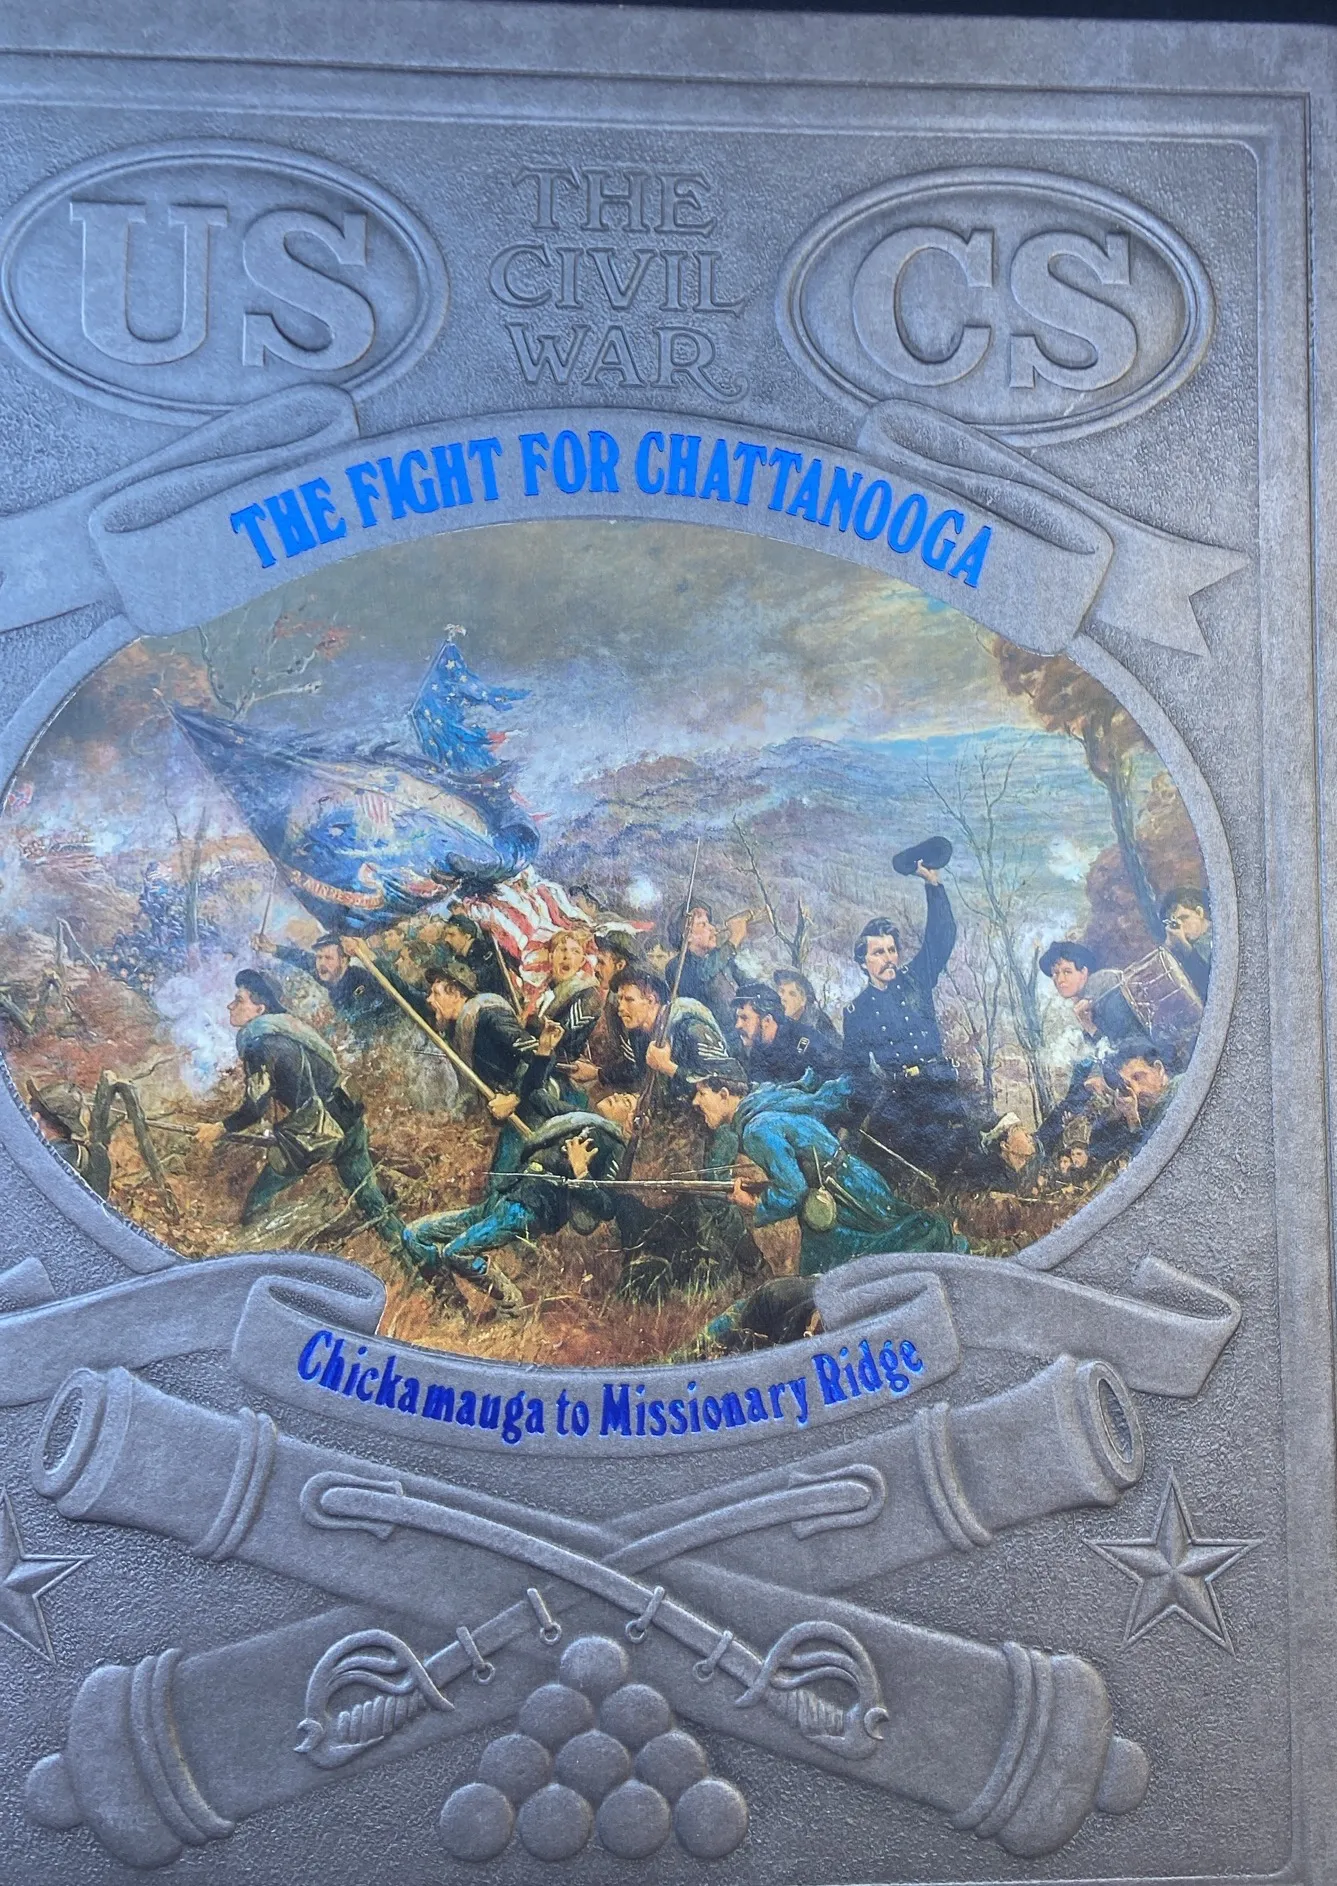 US
THE
CIVIL
WAR
CS
THE FIGHT FOR CHATTANOOGA
Chickamauga to Missionary Ridge